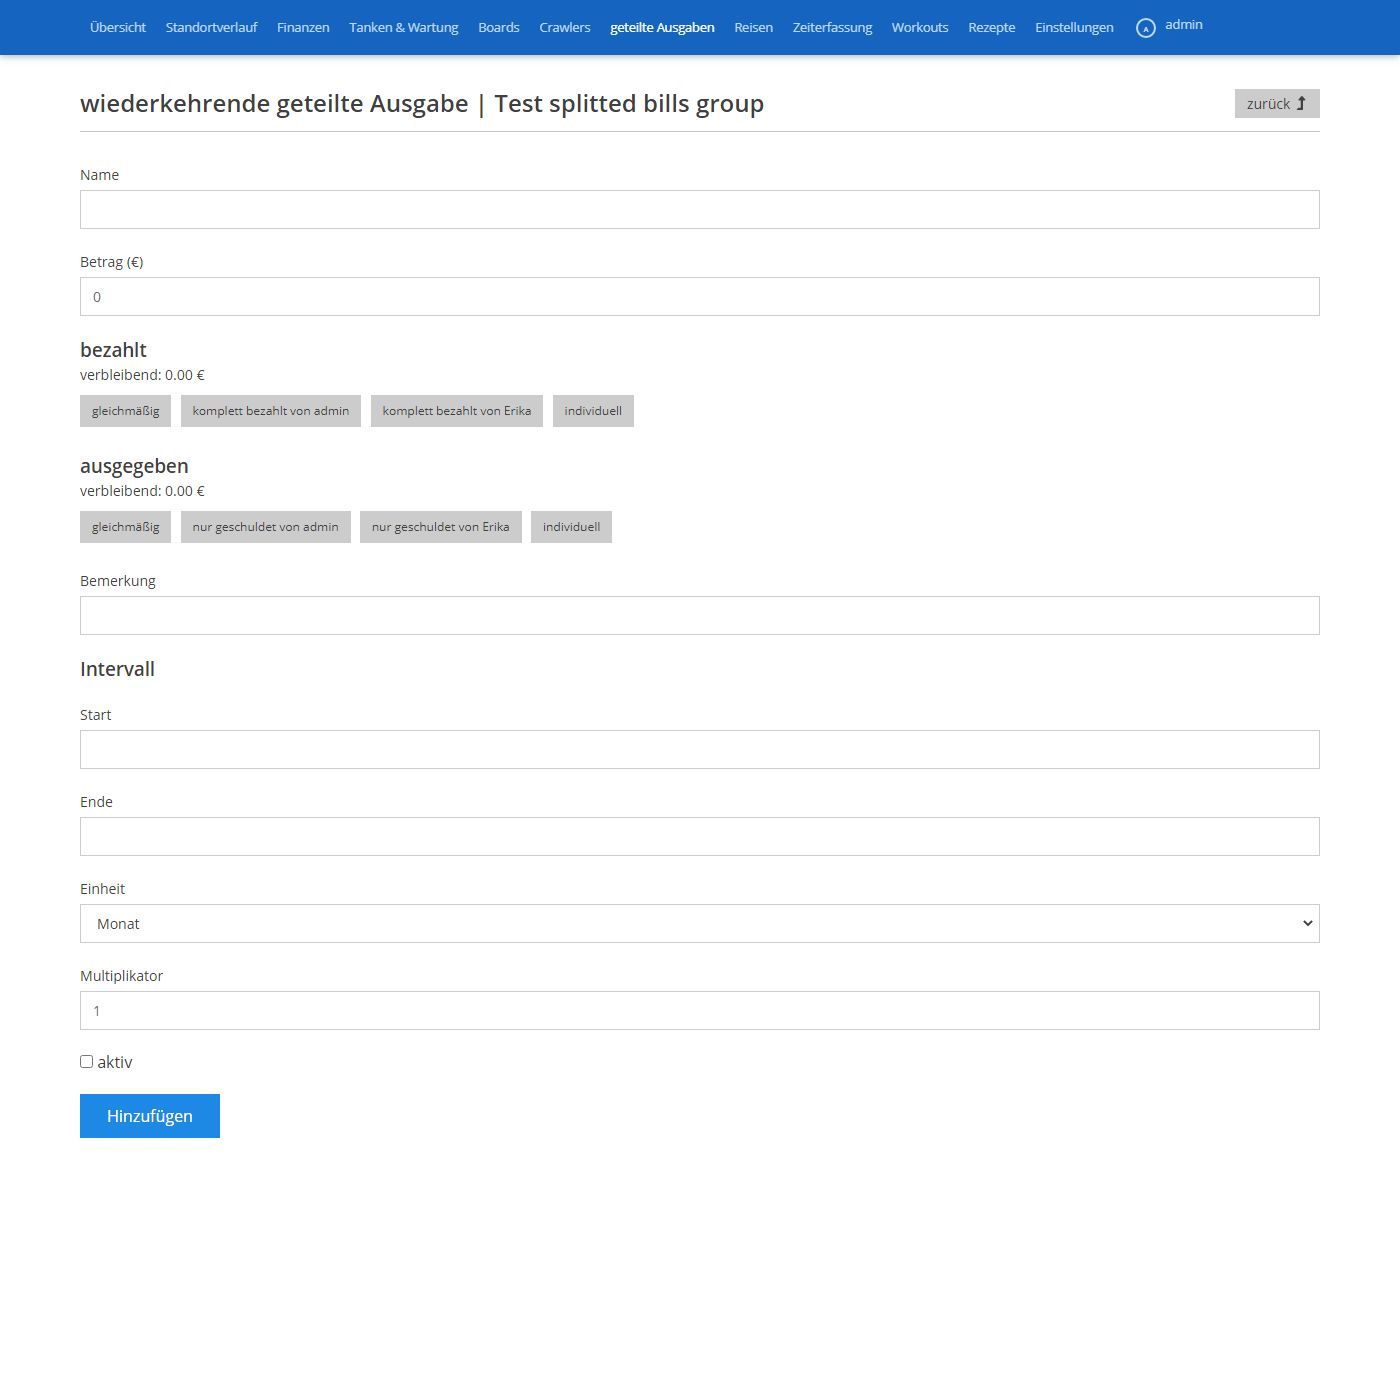 Übersicht Standortverlauf Finanzen Tanken & Wartung Boards Crawlers geteilte Ausgaben Reisen Zeiterfassung Workouts Rezepte Einstellungen A admin
wiederkehrende geteilte Ausgabe | Test splitted bills group zurück
Name
Betrag (€)
0
bezahlt
verbleibend: 0.00 €
gleichmäßig komplett bezahlt von admin komplett bezahlt von Erika individuell
ausgegeben
verbleibend: 0.00 €
gleichmäßig nur geschuldet von admin nur geschuldet von Erika individuell
Bemerkung
Intervall
Start
Ende
Einheit
Monat
Multiplikator
1
aktiv
Hinzufügen